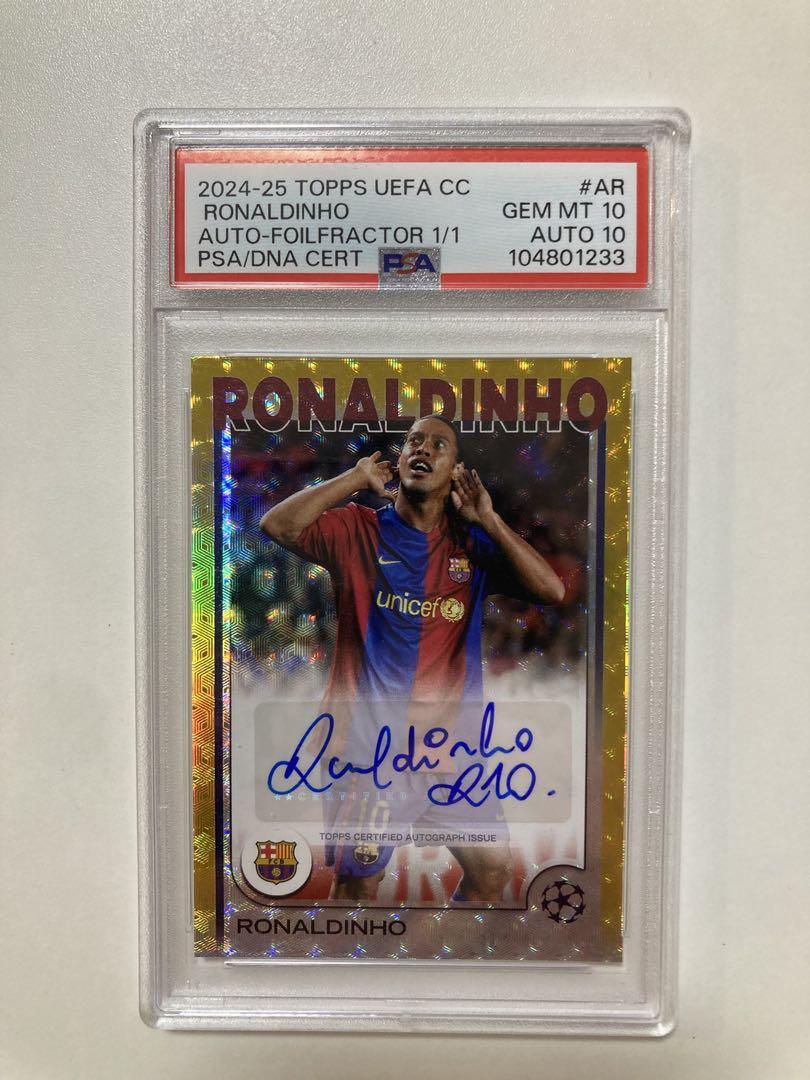 2024-25 TOPPS UEFA CC #AR
RONALDINHO GEM MT 10
AUTO-FOILFRACTOR 1/1 AUTO 10
PSA/DNA CERT PSA 104801233
RONALDINHO
unicef
Ronaldinho
R10.
★★CERTIFIED
10
TOPPS CERTIFIED AUTOGRAPH ISSUE
FCB
RONALDINHO